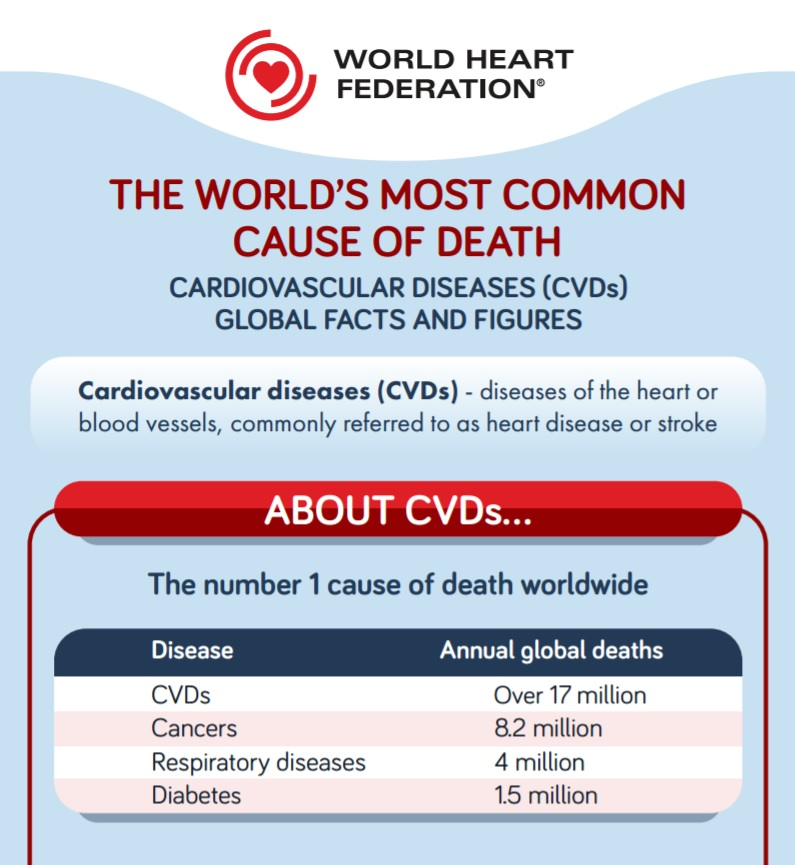 WORLD HEART
FEDERATION®
THE WORLD'S MOST COMMON
CAUSE OF DEATH
CARDIOVASCULAR DISEASES (CVDs)
GLOBAL FACTS AND FIGURES
Cardiovascular diseases (CVDs) - diseases of the heart or
blood vessels, commonly referred to as heart disease or stroke
ABOUT CVDs...
The number 1 cause of death worldwide
Disease Annual global deaths
CVDs Over 17 million
Cancers 8.2 million
Respiratory diseases 4 million
Diabetes 1.5 million